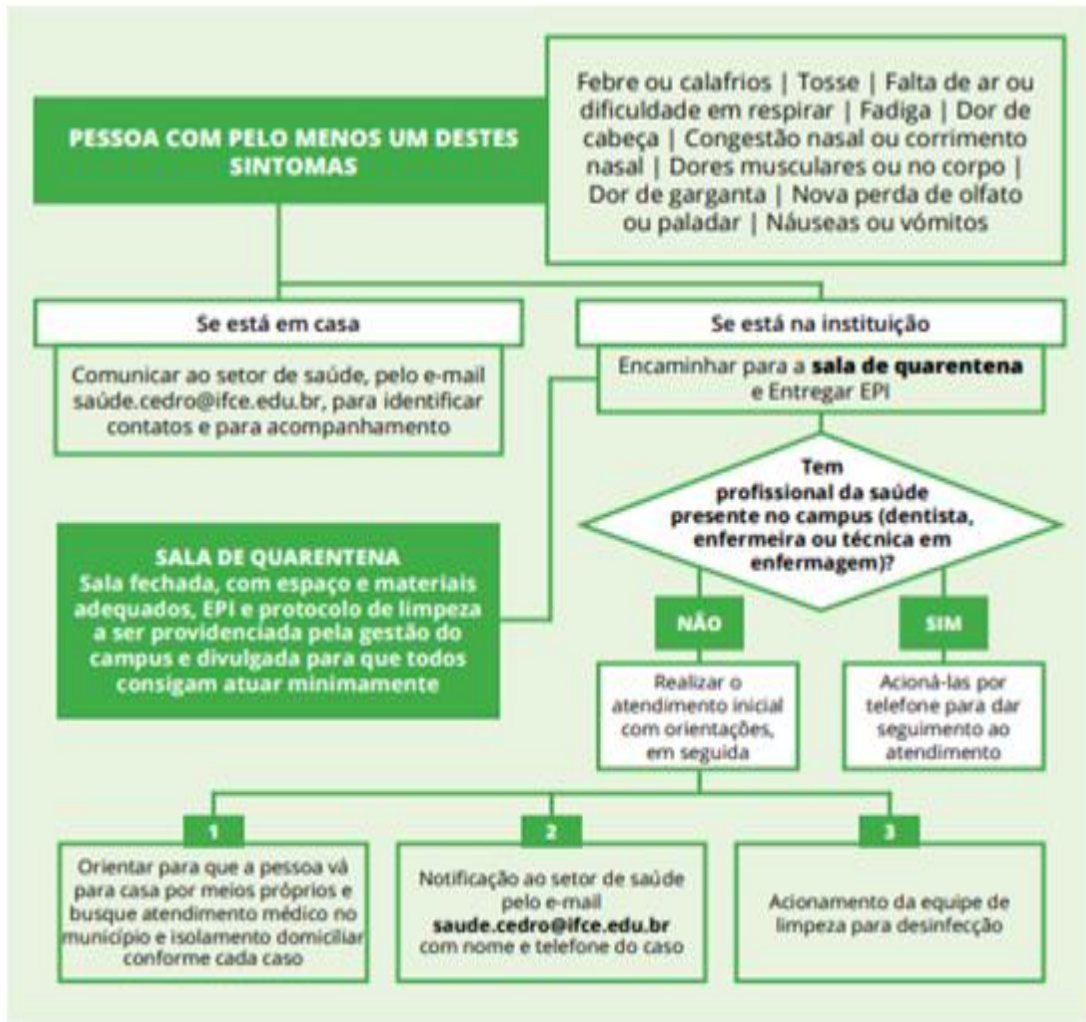 PESSOA COM PELO MENOS UM DESTES
SINTOMAS
Febre ou calafrios | Tosse | Falta de ar ou
dificuldade em respirar | Fadiga | Dor de
cabeça | Congestão nasal ou corrimento
nasal | Dores musculares ou no corpo |
Dor de garganta | Nova perda de olfato
ou paladar | Náuseas ou vómitos
Se está em casa
Comunicar ao setor de saúde, pelo e-mail
saúde.cedro@ifce.edu.br, para identificar
contatos e para acompanhamento
Se está na instituição
Encaminhar para a sala de quarentena
e Entregar EPI
Tem
profissional da saúde
presente no campus (dentista,
enfermeira ou técnica em
enfermagem)?
SALA DE QUARENTENA
Sala fechada, com espaço e materiais
adequados, EPI e protocolo de limpeza
a ser providenciada pela gestão do
campus e divulgada para que todos
consigam atuar minimamente
NÃO
Realizar o
atendimento inicial
com orientações,
em seguida
SIM
Acioná-las por
telefone para dar
seguimento ao
atendimento
1
Orientar para que a pessoa vá
para casa por meios próprios e
busque atendimento médico no
município e isolamento domiciliar
conforme cada caso
2
Notificação ao setor de saúde
pelo e-mail
saude.cedro@ifce.edu.br
com nome e telefone do caso
3
Acionamento da equipe de
limpeza para desinfecção